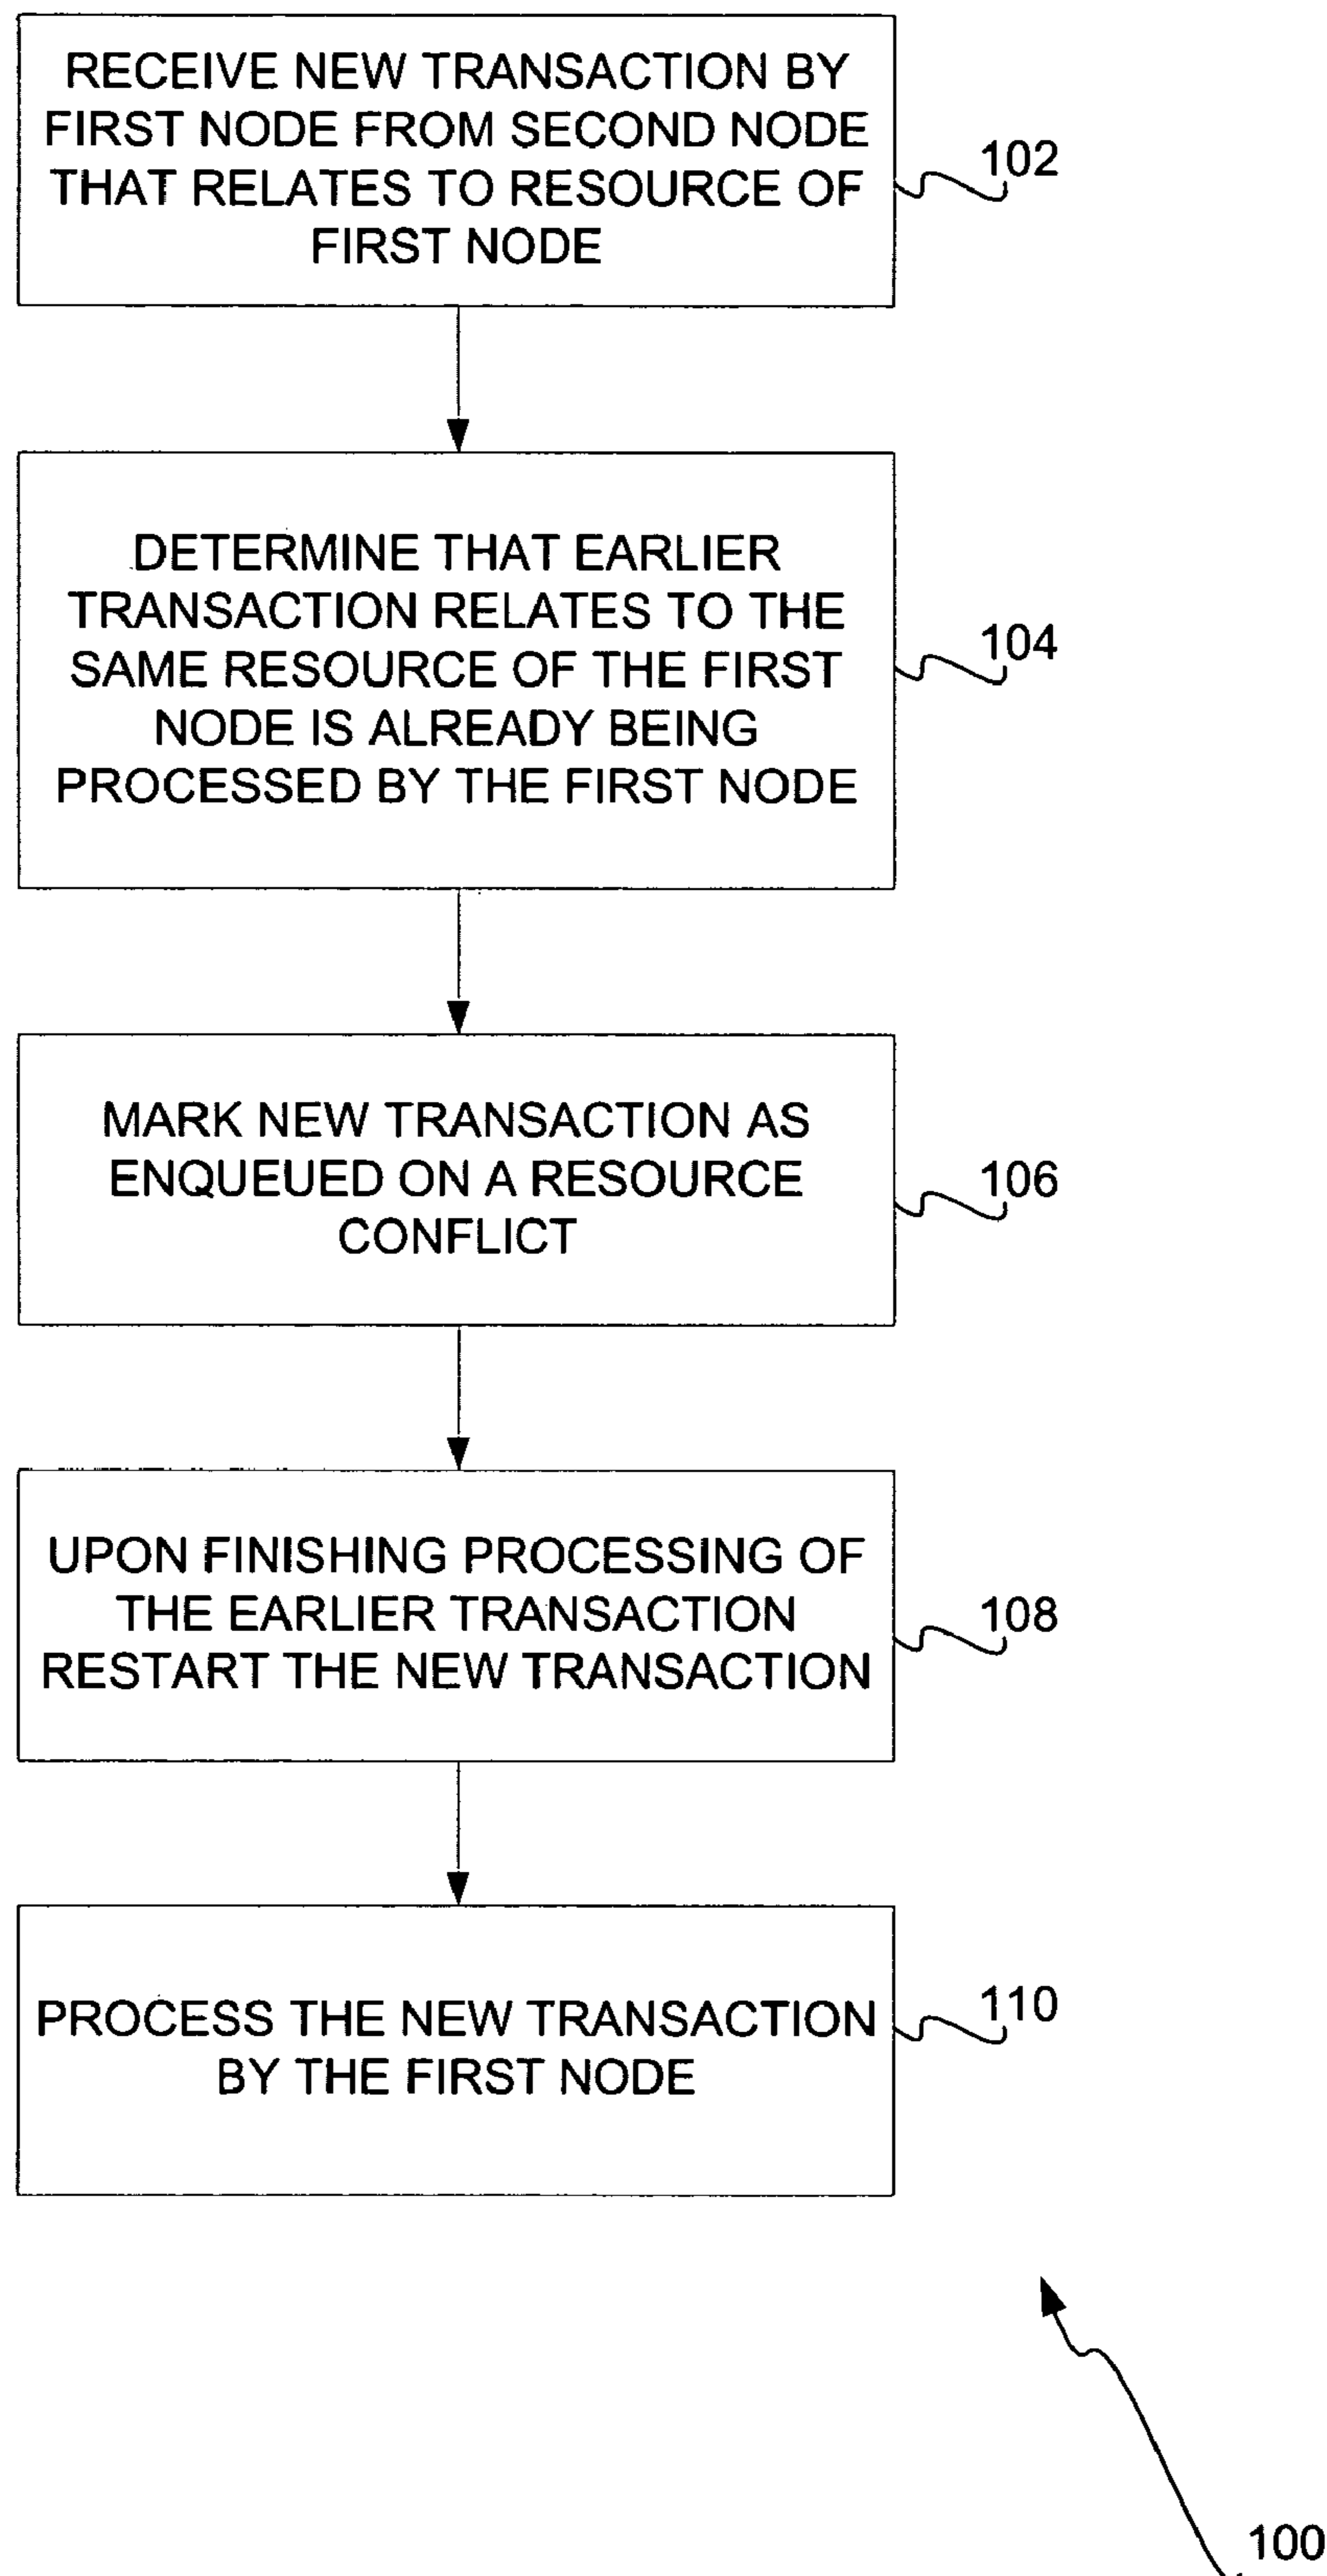 RECEIVE NEW TRANSACTION BY
FIRST NODE FROM SECOND NODE
THAT RELATES TO RESOURCE OF
FIRST NODE
102
DETERMINE THAT EARLIER
TRANSACTION RELATES TO THE
SAME RESOURCE OF THE FIRST
NODE IS ALREADY BEING
PROCESSED BY THE FIRST NODE
104
MARK NEW TRANSACTION AS
ENQUEUED ON A RESOURCE
CONFLICT
106
UPON FINISHING PROCESSING OF
THE EARLIER TRANSACTION
RESTART THE NEW TRANSACTION
108
PROCESS THE NEW TRANSACTION
BY THE FIRST NODE
110
100